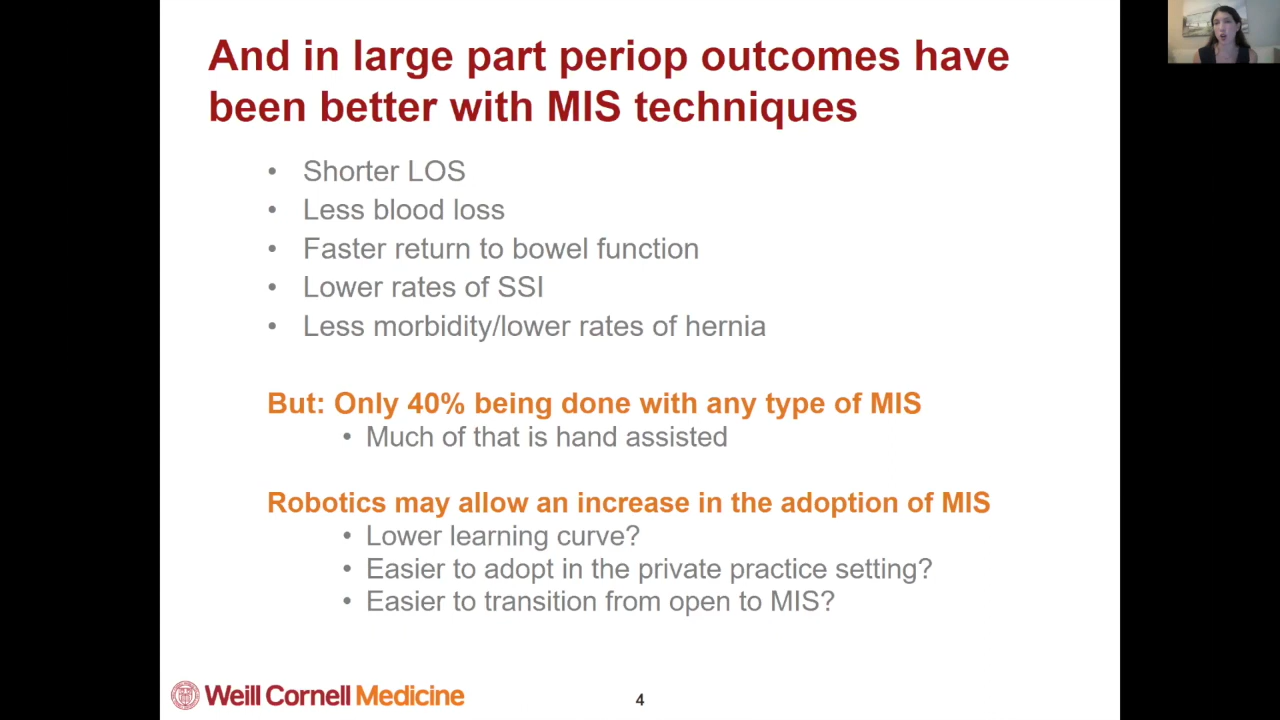 And in large part periop outcomes have
been better with MIS techniques
• Shorter LOS
• Less blood loss
• Faster return to bowel function
• Lower rates of SSI
• Less morbidity/lower rates of hernia
But: Only 40% being done with any type of MIS
• Much of that is hand assisted
Robotics may allow an increase in the adoption of MIS
• Lower learning curve?
• Easier to adopt in the private practice setting?
• Easier to transition from open to MIS?
Weill Cornell Medicine
4